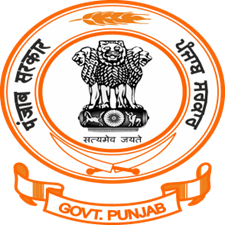 पंजाब सरकार
ਪੰਜਾਬ ਸਰਕਾਰ
सत्यमेव जयते
GOVT. PUNJAB